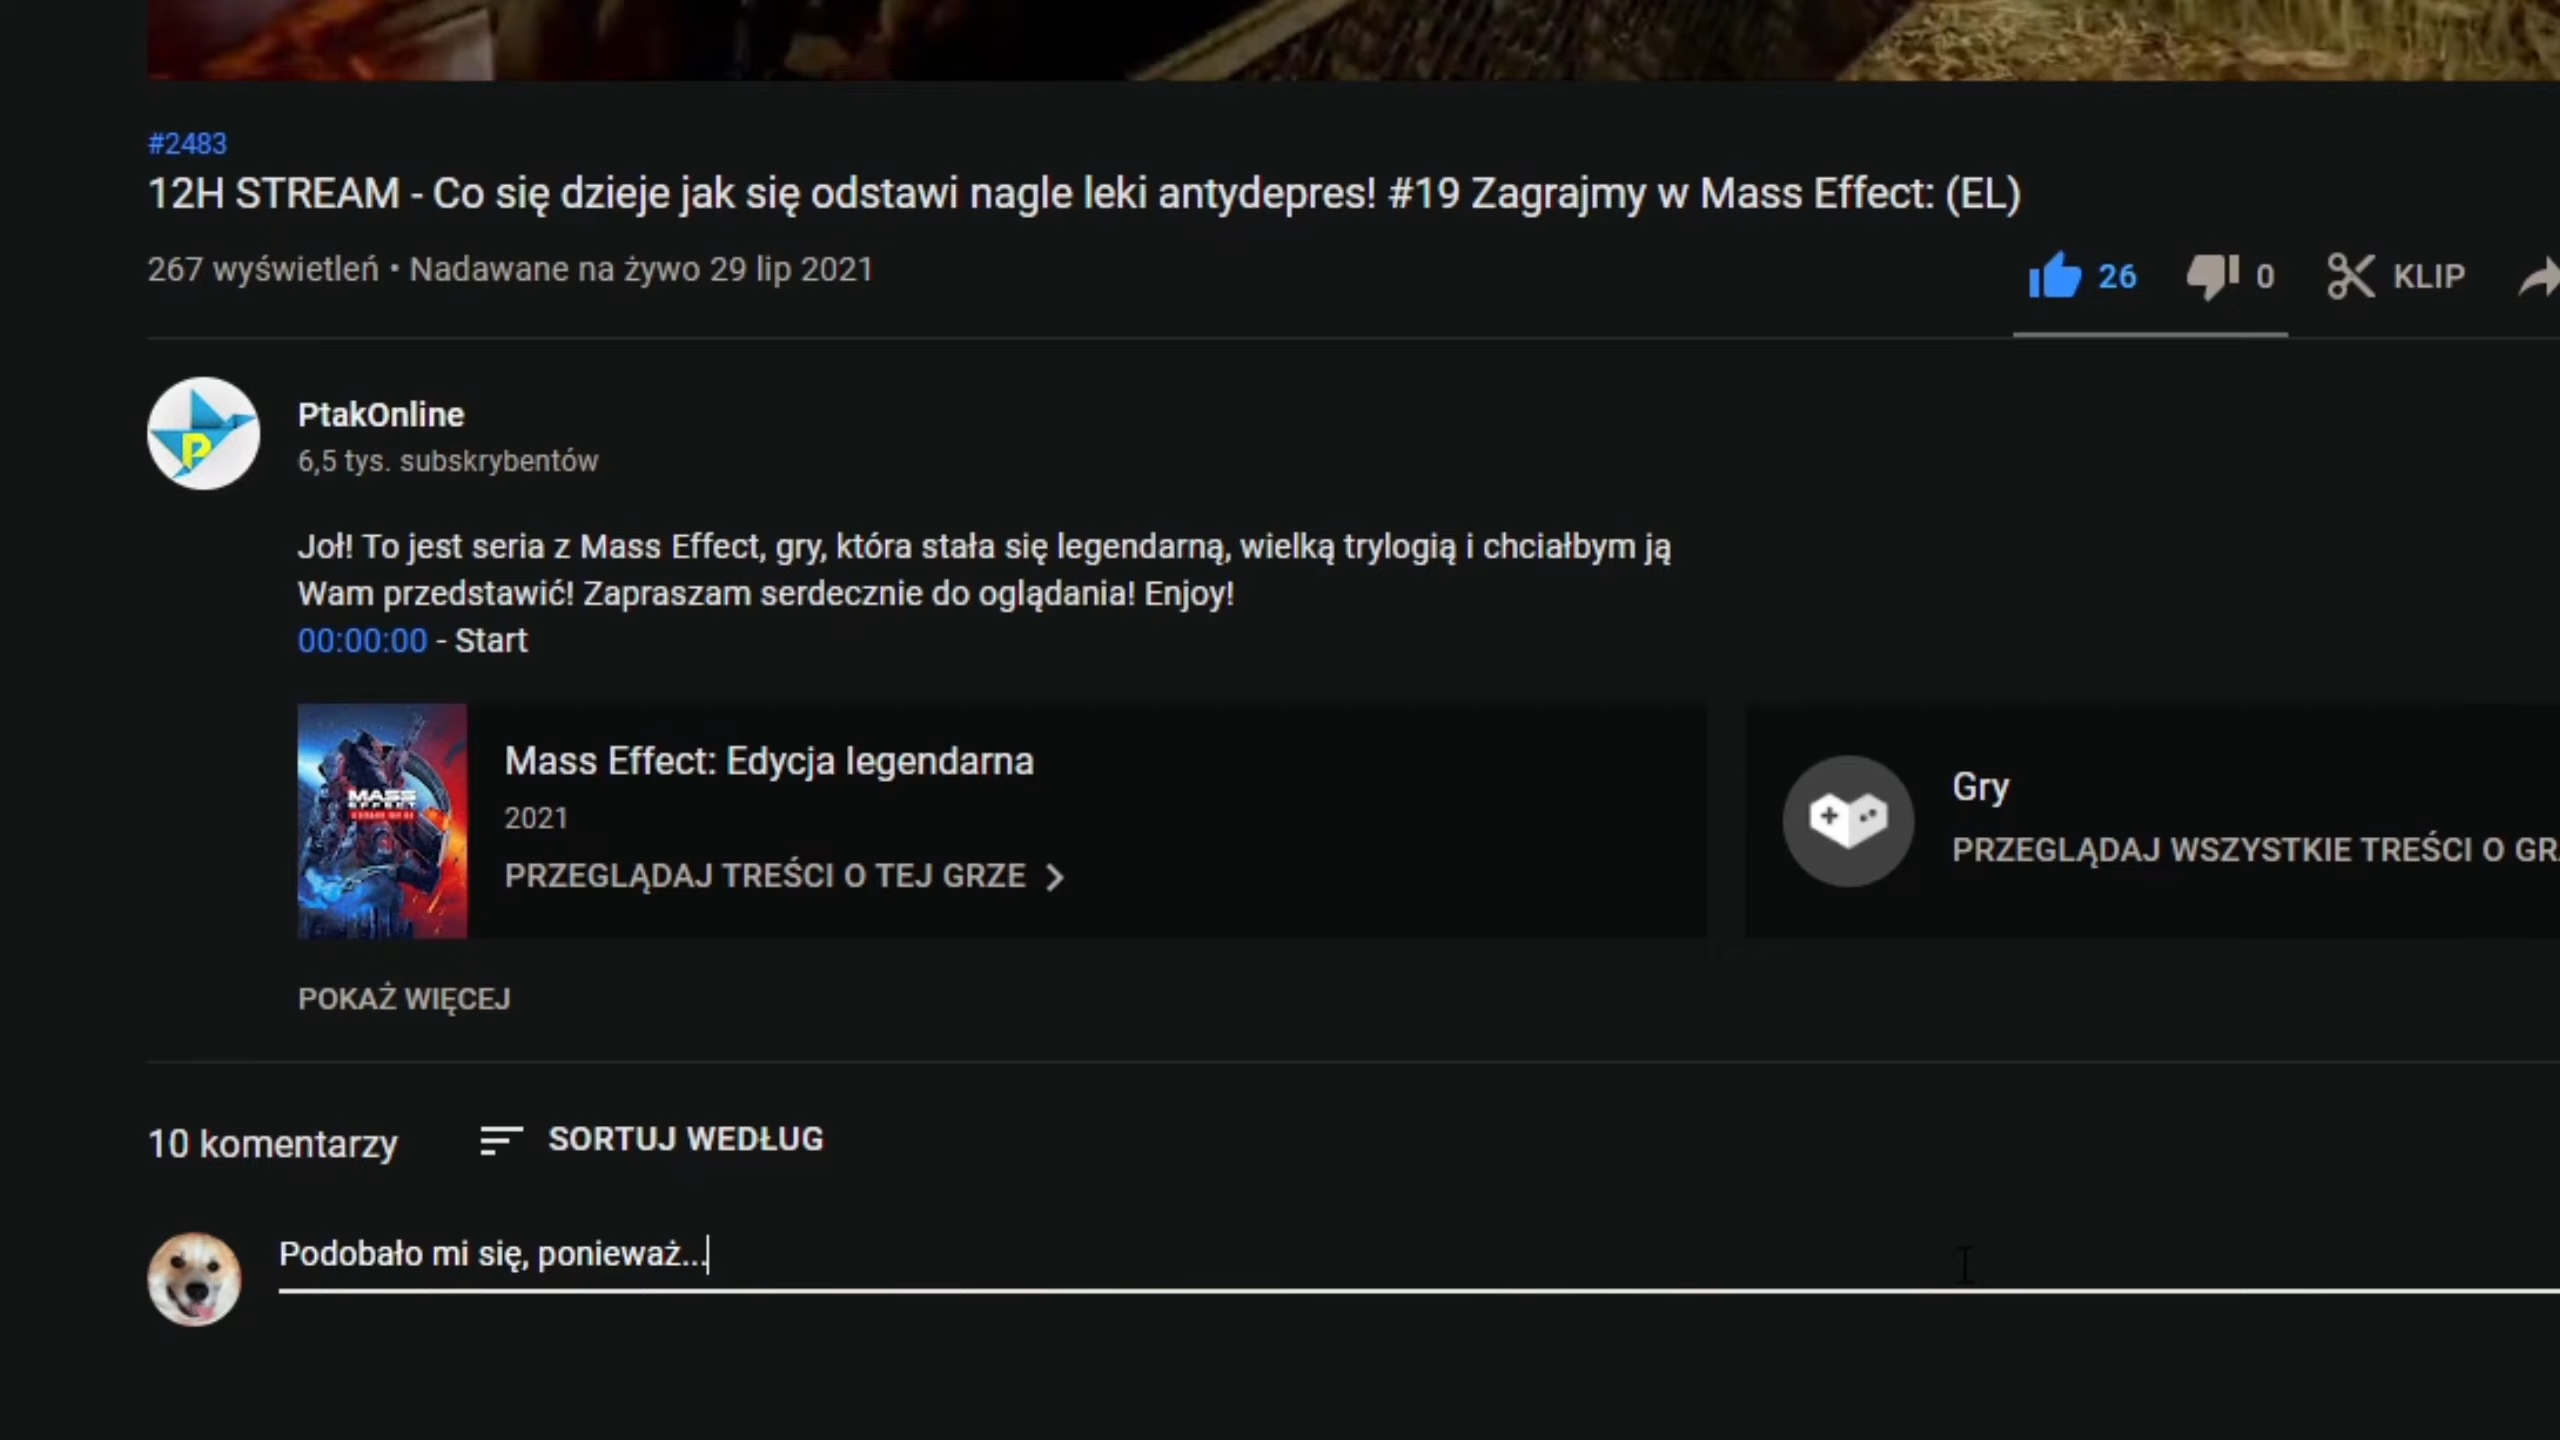 #2483
12H STREAM - Co się dzieje jak się odstawi nagle leki antydepres! #19 Zagrajmy w Mass Effect: (EL)
267 wyświetleń • Nadawane na żywo 29 lip 2021
26 0 KLIP
P
PtakOnline
6,5 tys. subskrybentów
Joł! To jest seria z Mass Effect, gry, która stała się legendarną, wielką trylogią i chciałbym ją
Wam przedstawić! Zapraszam serdecznie do oglądania! Enjoy!
00:00:00 - Start
MASS
EFFECT
Mass Effect: Edycja legendarna
2021
PRZEGLĄDAJ TREŚCI O TEJ GRZE
Gry
PRZEGLĄDAJ WSZYSTKIE TREŚCI O
POKAŻ WIĘCEJ
10 komentarzy
SORTUJ WEDŁUG
Podobało mi się, ponieważ...